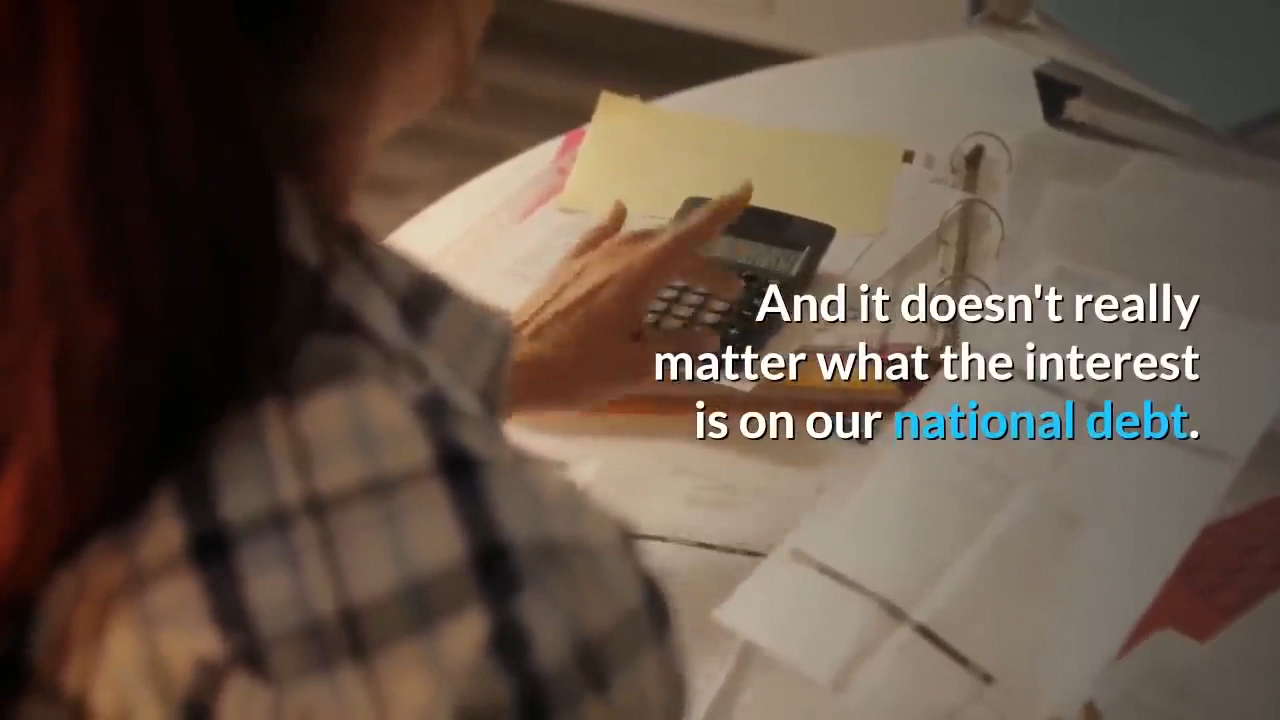 And it doesn't really
matter what the interest
is on our national debt.